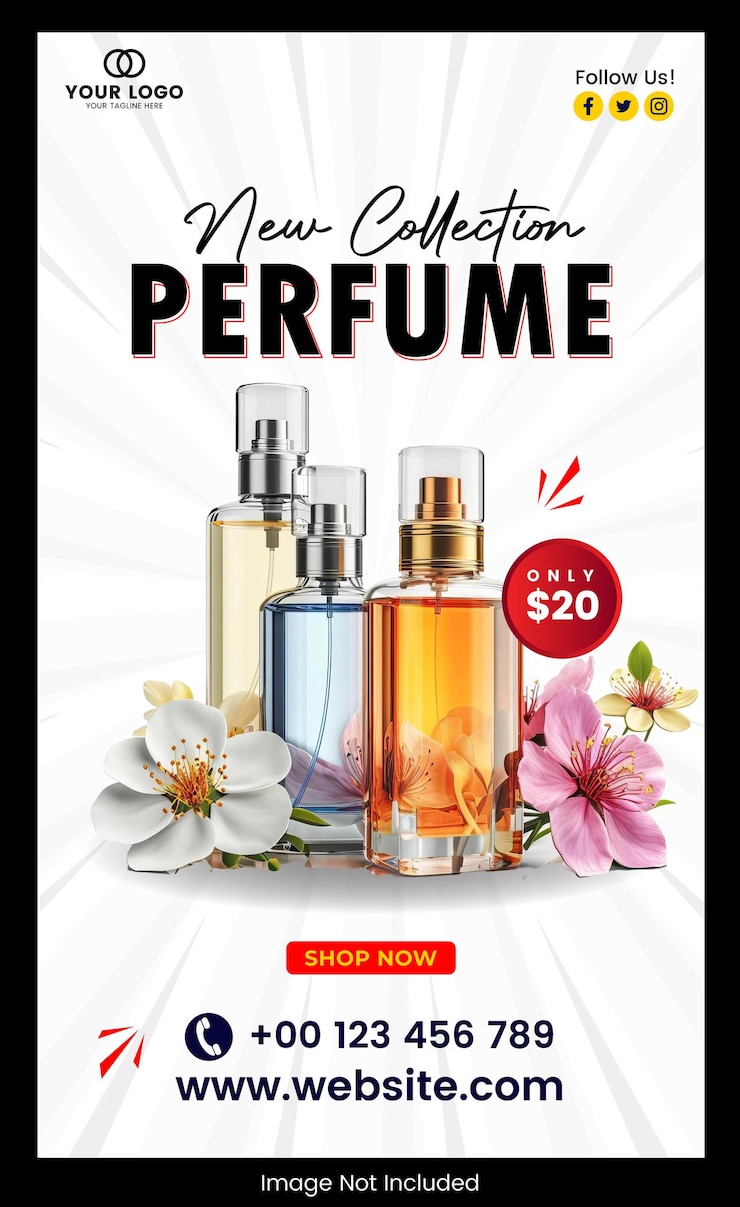 YOUR LOGO
YOUR TAGLINE HERE
Follow Us!
New Collection
PERFUME
ONLY
$20
SHOP NOW
+00 123 456 789
www.website.com
Image Not Included